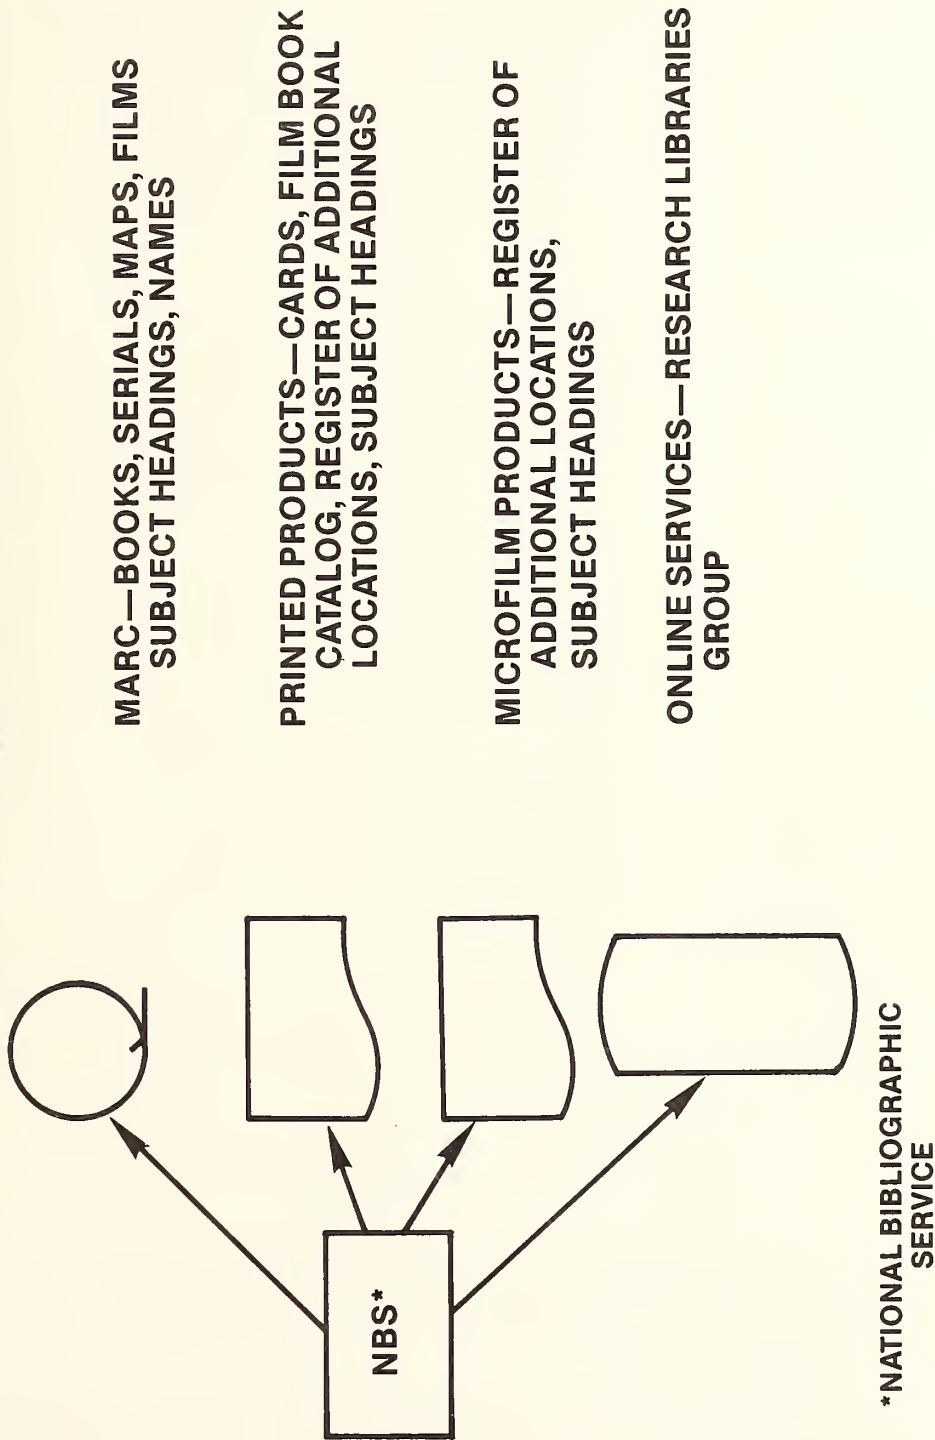 MARC—BOOKS, SERIALS, MAPS, FILMS
SUBJECT HEADINGS, NAMES
PRINTED PRODUCTS—CARDS, FILM BOOK
CATALOG, REGISTER OF ADDITIONAL
LOCATIONS, SUBJECT HEADINGS
MICROFILM PRODUCTS—REGISTER OF
ADDITIONAL LOCATIONS,
SUBJECT HEADINGS
ONLINE SERVICES—RESEARCH LIBRARIES
GROUP
NBS*
*NATIONAL BIBLIOGRAPHIC
SERVICE